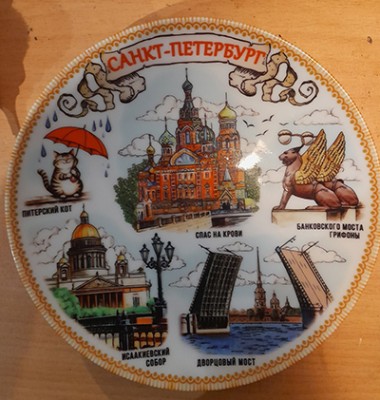 САНКТ-ПЕТЕРБУРГ
ПИТЕРСКИЙ КОТ
СПАС НА КРОВИ
БАНКОВСКОГО МОСТА
ГРИФОНЫ
ИСААКИЕВСКИЙ
СОБОР
ДВОРЦОВЫЙ МОСТ